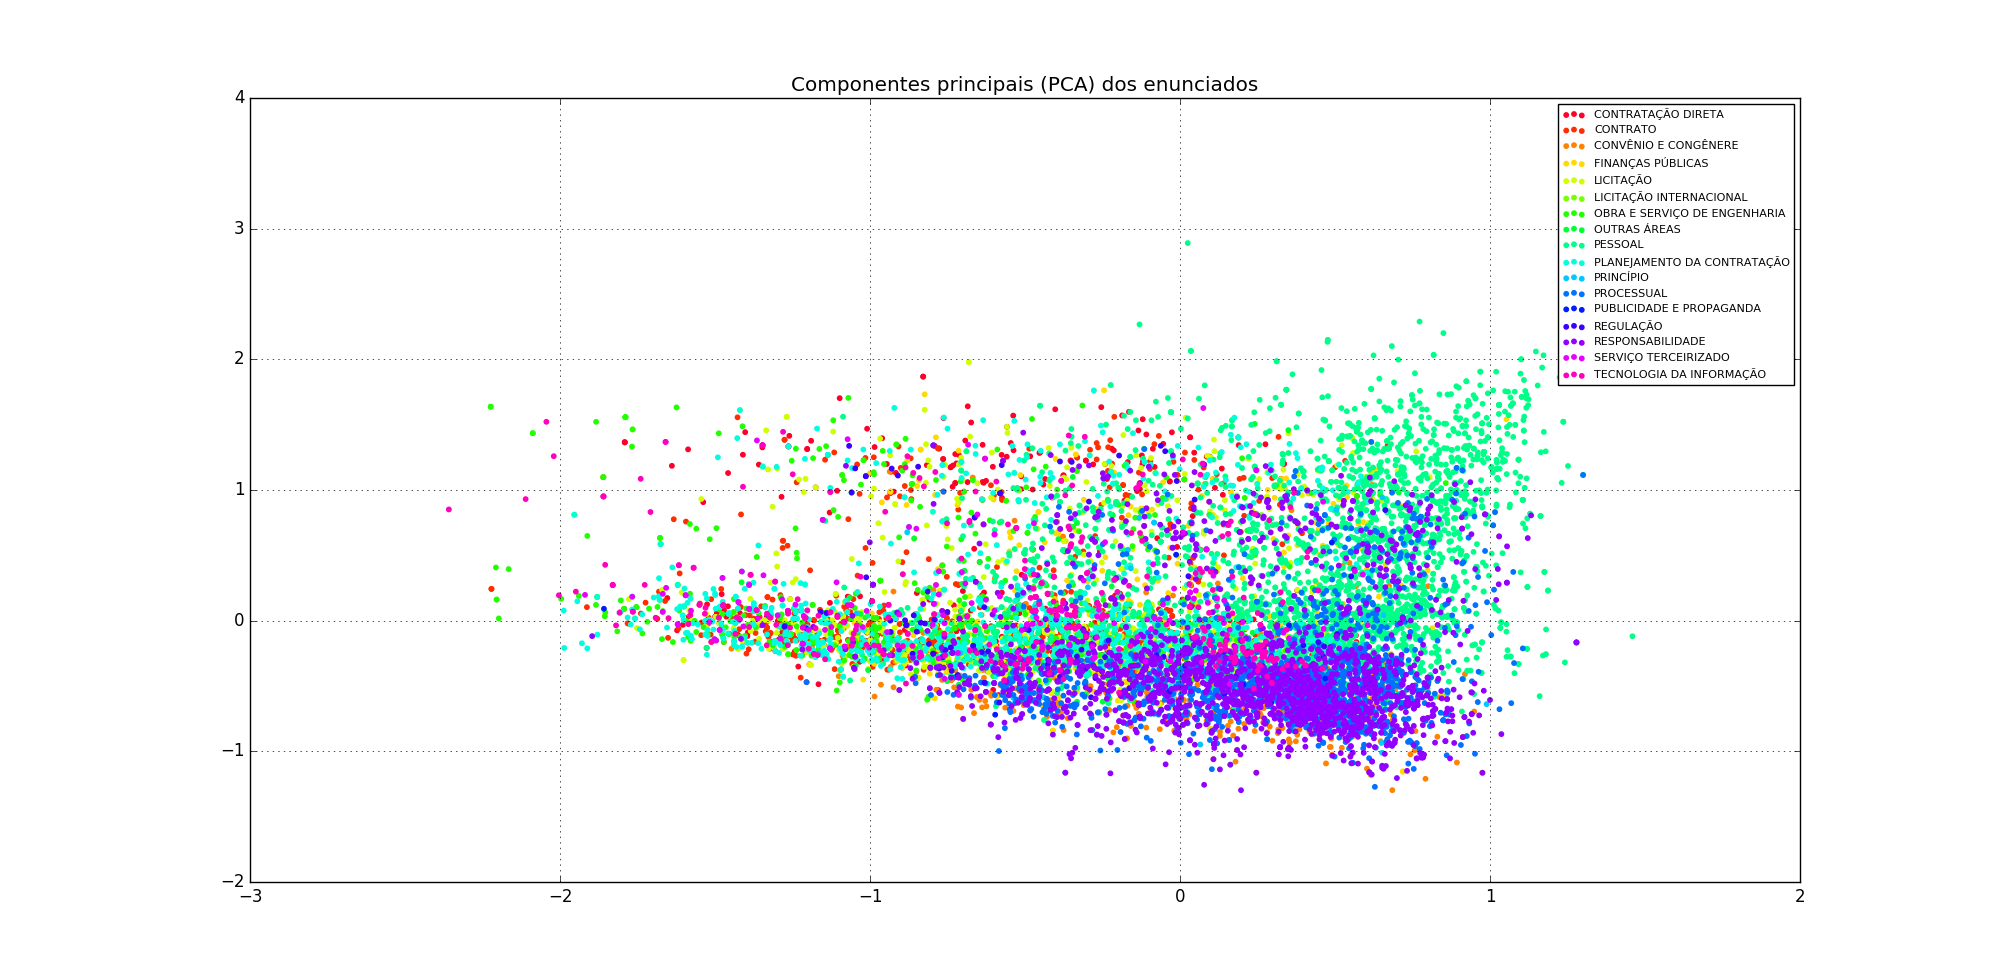 Componentes principais (PCA) dos enunciados
4
3
2
1
0
−1
−2
−3
−2
−1
0
1
2
CONTRATAÇÃO DIRETA
CONTRATO
CONVÊNIO E CONGÊNERE
FINANÇAS PÚBLICAS
LICITAÇÃO
LICITAÇÃO INTERNACIONAL
OBRA E SERVIÇO DE ENGENHARIA
OUTRAS ÁREAS
PESSOAL
PLANEJAMENTO DA CONTRATAÇÃO
PRINCÍPIO
PROCESSUAL
PUBLICIDADE E PROPAGANDA
REGULAÇÃO
RESPONSABILIDADE
SERVIÇO TERCEIRIZADO
TECNOLOGIA DA INFORMAÇÃO